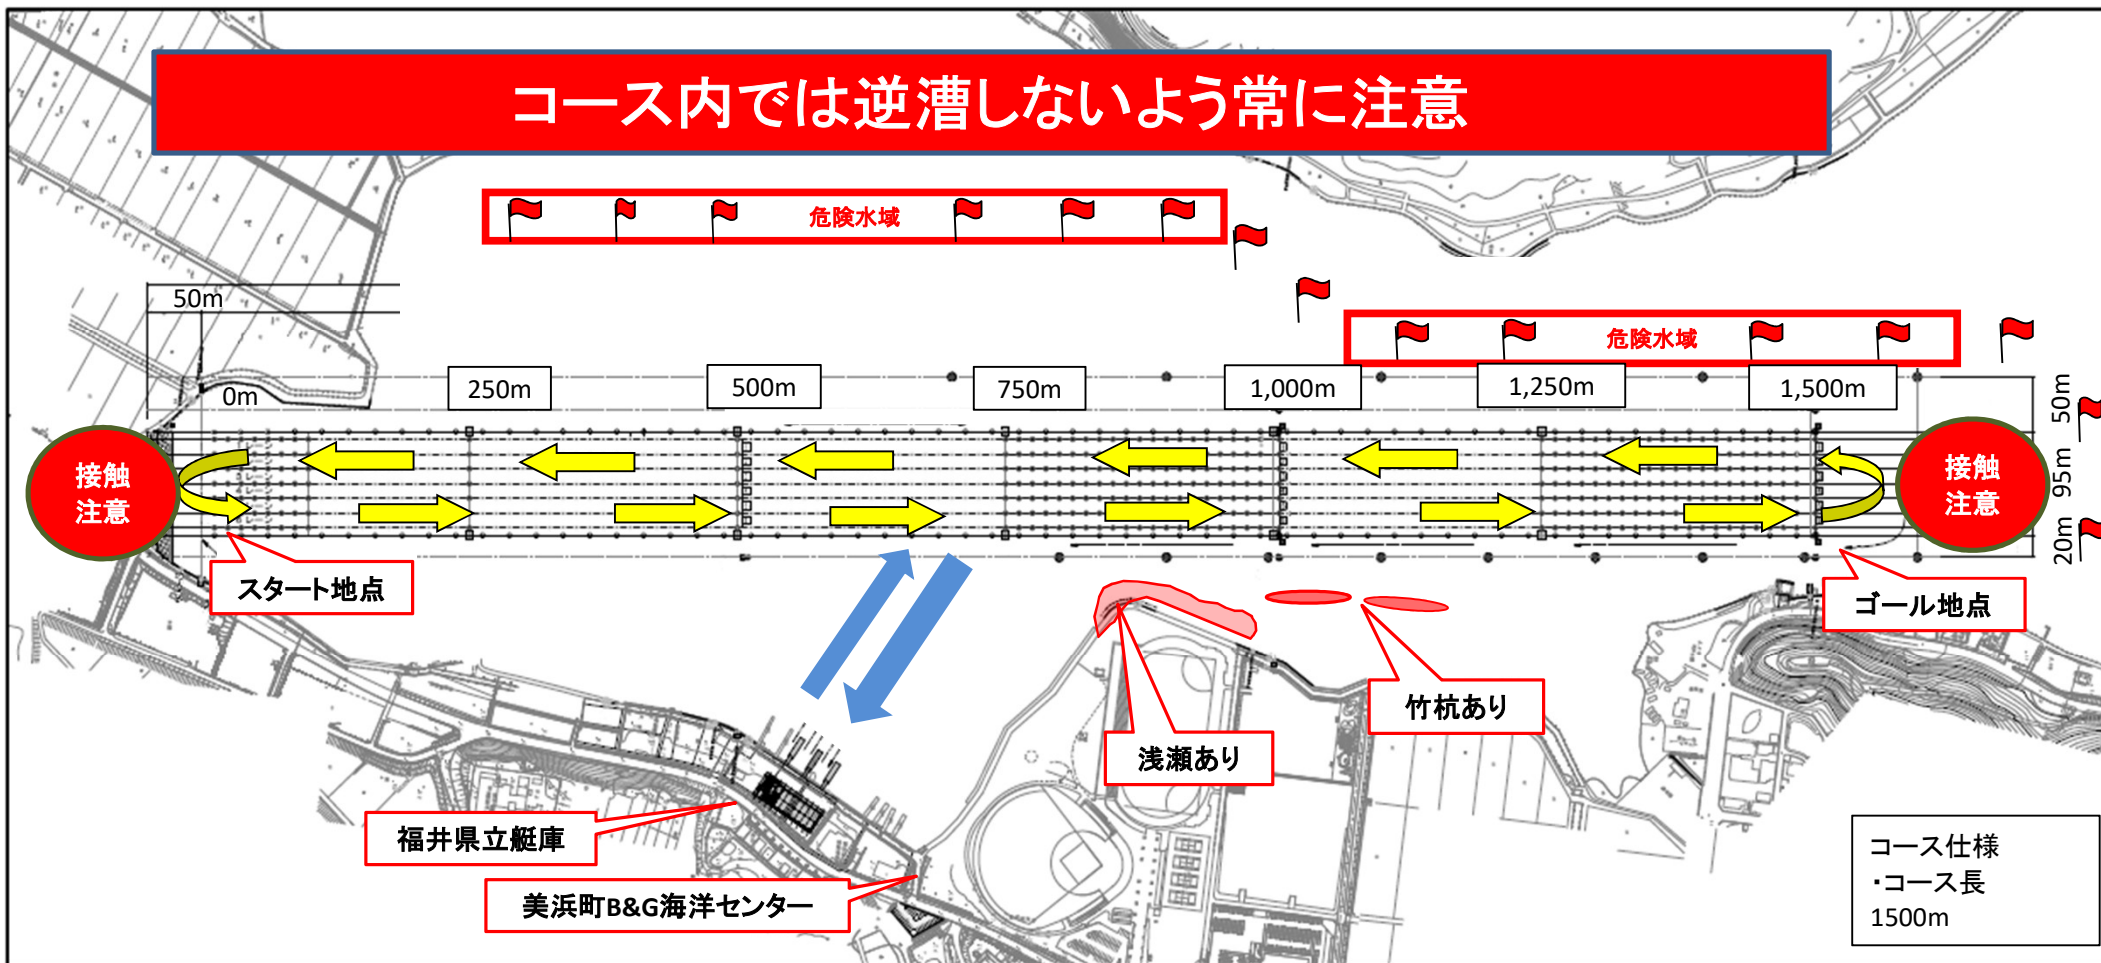 コース内では逆漕しないよう常に注意
危険水域
50m
危険水域
0m
250m
500m
750m
1,000m
1,250m
1,500m
50m
95m
20m
接触
注意
接触
注意
スタート地点
ゴール地点
竹杭あり
浅瀬あり
福井県立艇庫
美浜町B&G海洋センター
コース仕様
・コース長
1500m